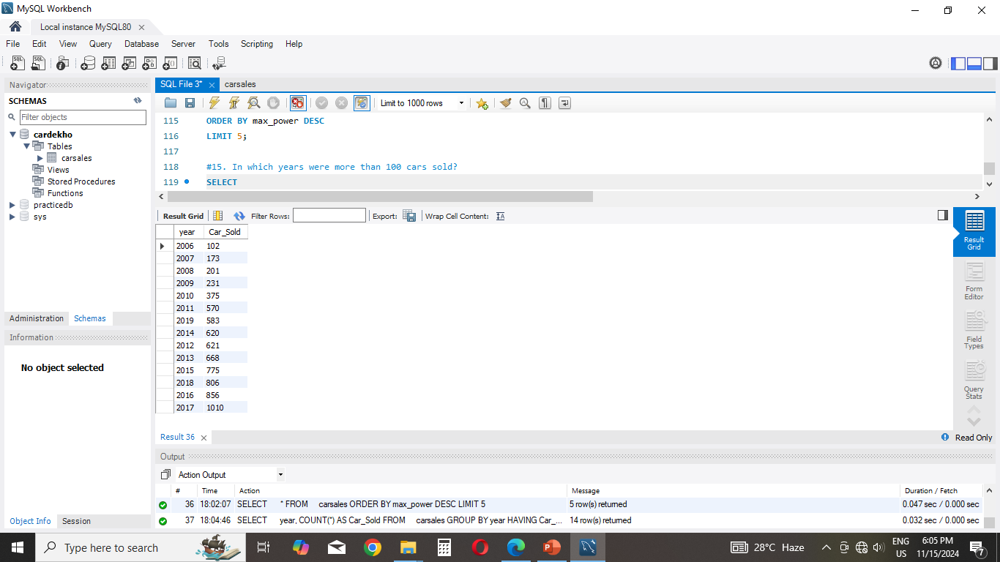 MySQL Workbench
Local instance MySQL80
File Edit View Query Database Server Tools Scripting Help
Navigator
SCHEMAS
Filter objects
cardekho
Tables
carsales
Views
Stored Procedures
Functions
practicedb
sys
Administration Schemas
Information
No object selected
Object Info Session
SQL File 3* carsales
Limit to 1000 rows
115 ORDER BY max_power DESC
116 LIMIT 5;
117
118 #15. In which years were more than 100 cars sold?
119 SELECT
Result Grid Filter Rows: Export: Wrap Cell Content:
year Car_Sold
2006 102
2007 173
2008 201
2009 231
2010 375
2011 570
2019 583
2014 620
2012 621
2013 668
2015 775
2018 806
2016 856
2017 1010
Result
Grid
Form
Editor
Field
Types
Query
Stats
Result 36
Read Only
Output
Action Output
# Time Action Message Duration / Fetch
36 18:02:07 SELECT * FROM carsales ORDER BY max_power DESC LIMIT 5 5 row(s) returned 0.047 sec / 0.000 sec
37 18:04:46 SELECT year, COUNT(*) AS Car_Sold FROM carsales GROUP BY year HAVING Car_... 14 row(s) returned 0.032 sec / 0.000 sec
Type here to search
28°C Haze
ENG
US
6:05 PM
11/15/2024
7